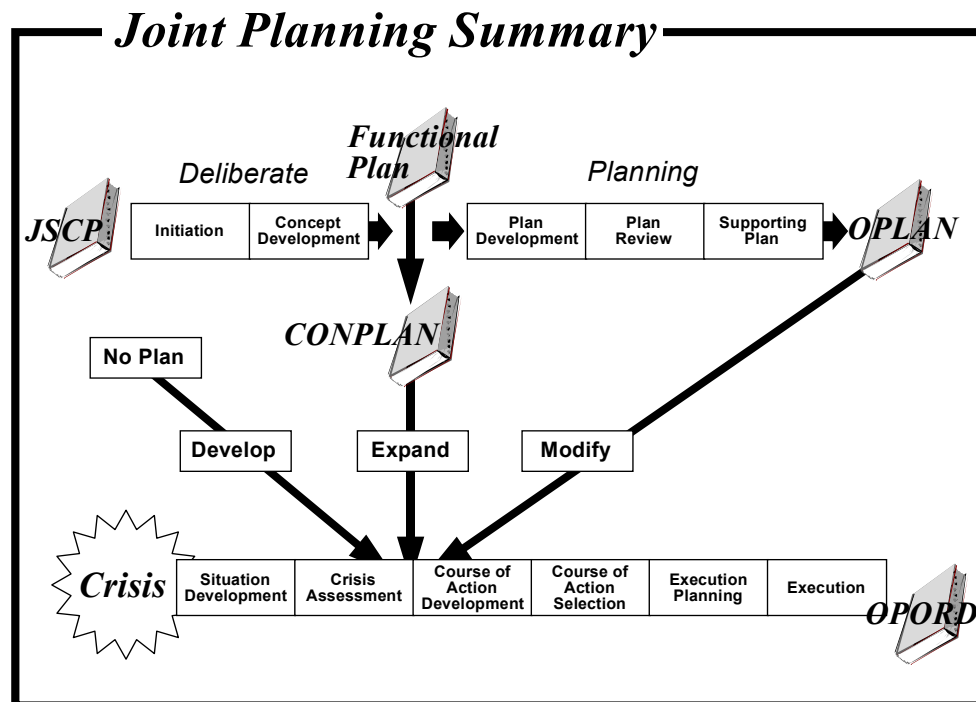 Joint Planning Summary
Functional
Plan
Deliberate
Planning
JSCP
Initiation
Concept
Development
Plan
Development
Plan
Review
Supporting
Plan
OPLAN
CONPLAN
No Plan
Develop
Expand
Modify
Crisis
Situation
Development
Crisis
Assessment
Course of
Action
Development
Course of
Action
Selection
Execution
Planning
Execution
OPORD